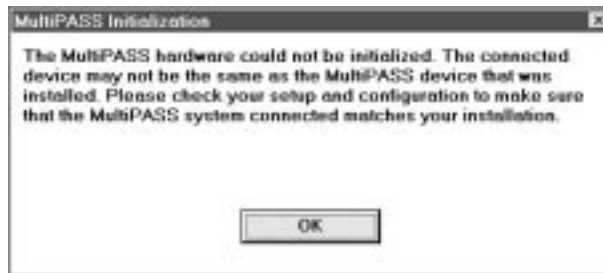 MultiPASS Initialization
The MultiPASS hardware could not be initialized. The connected
device may not be the same as the MultiPASS device that was
installed. Please check your setup and configuration to make sure
that the MultiPASS system connected matches your installation.
OK